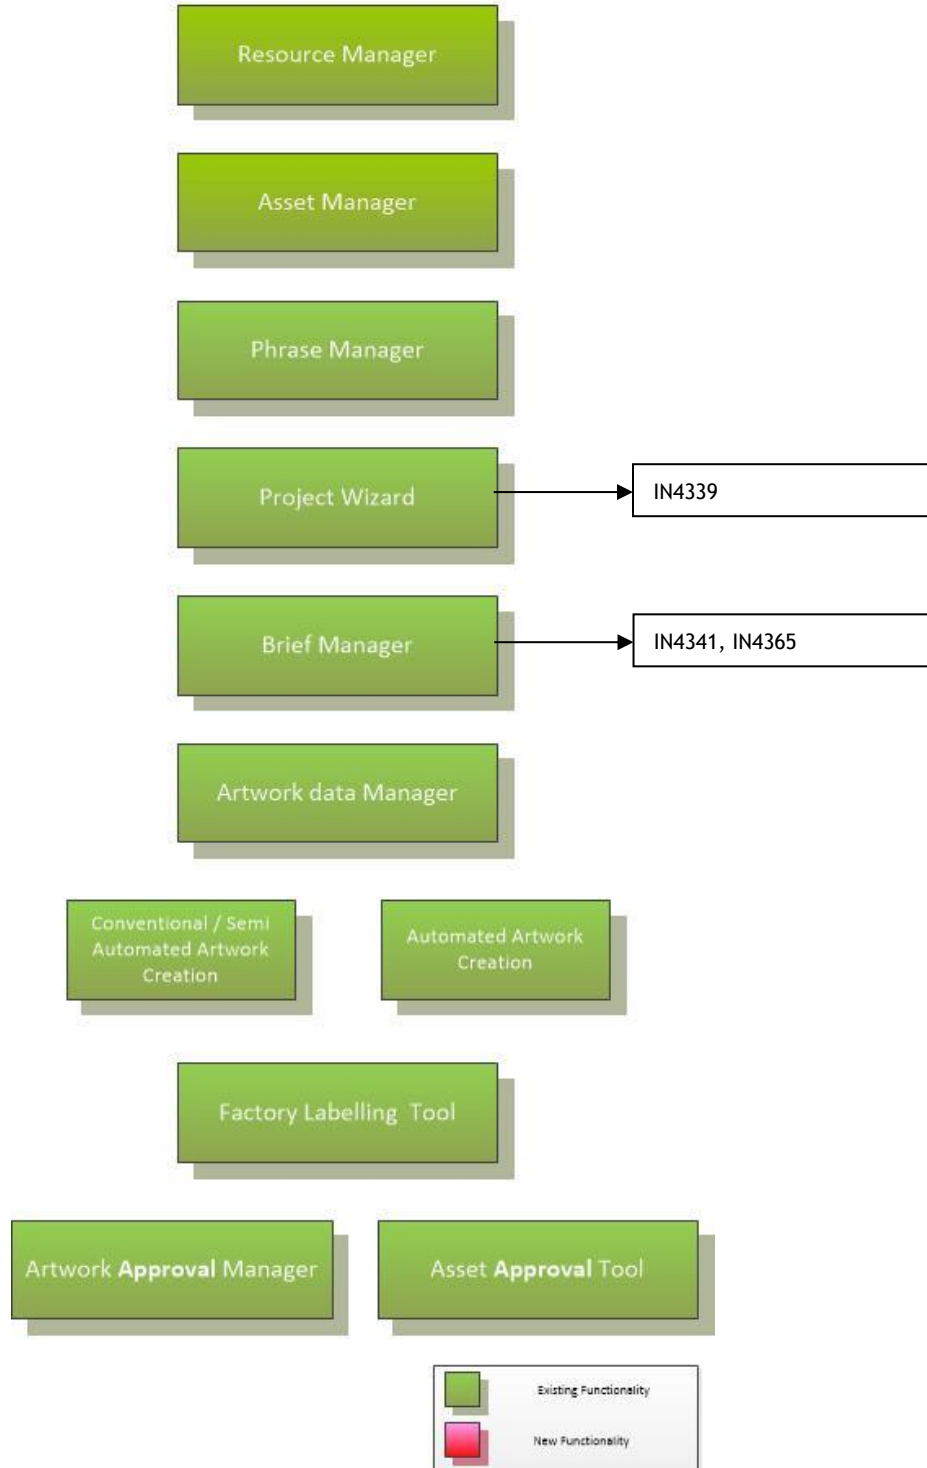 Resource Manager
Asset Manager
Phrase Manager
Project Wizard
IN4339
Brief Manager
IN4341, IN4365
Artwork data Manager
Conventional / Semi
Automated Artwork
Creation
Automated Artwork
Creation
Factory Labelling Tool
Artwork Approval Manager
Asset Approval Tool
Existing Functionality
New Functionality